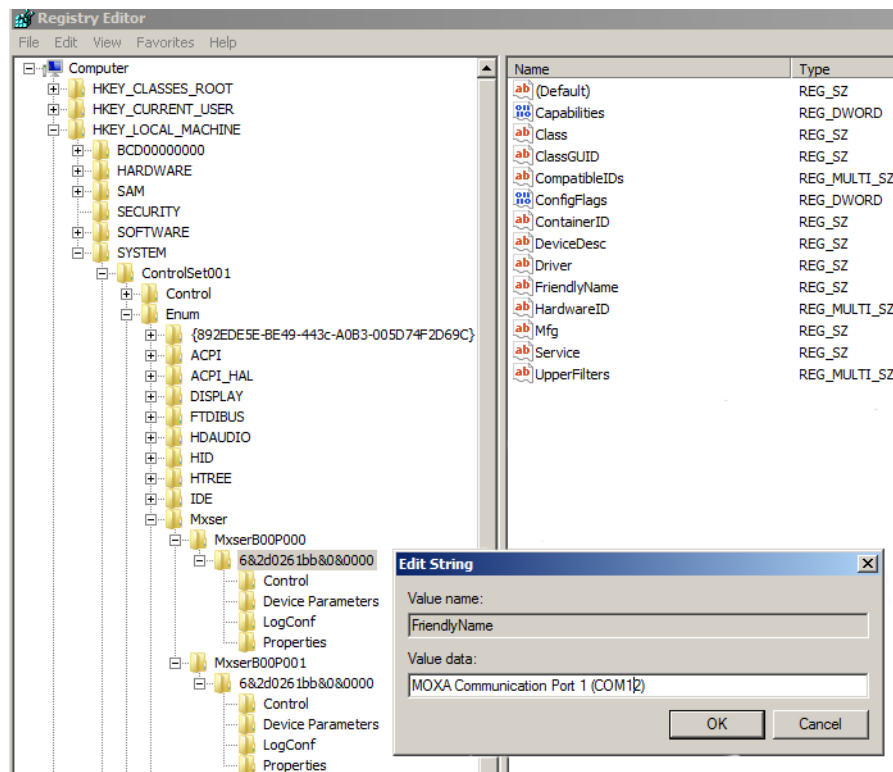 Registry Editor
File Edit View Favorites Help
Computer
HKEY_CLASSES_ROOT
HKEY_CURRENT_USER
HKEY_LOCAL_MACHINE
BCD00000000
HARDWARE
SAM
SECURITY
SOFTWARE
SYSTEM
ControlSet001
Control
Enum
{892EDE5E-BE49-443c-A0B3-005D74F2D69C}
ACPI
ACPI_HAL
DISPLAY
FTDIBUS
HDAUDIO
HID
HTREE
IDE
Mxser
MxserB00P000
6&2d0261bb&0&0000
Control
Device Parameters
LogConf
Properties
MxserB00P001
6&2d0261bb&0&0000
Control
Device Parameters
LogConf
Properties
Name Type
(Default) REG_SZ
Capabilities REG_DWORD
Class REG_SZ
ClassGUID REG_SZ
CompatibleIDs REG_MULTI_SZ
ConfigFlags REG_DWORD
ContainerID REG_SZ
DeviceDesc REG_SZ
Driver REG_SZ
FriendlyName REG_SZ
HardwareID REG_MULTI_SZ
Mfg REG_SZ
Service REG_SZ
UpperFilters REG_MULTI_SZ
Edit String
Value name:
FriendlyName
Value data:
MOXA Communication Port 1 (COM12)
OK Cancel